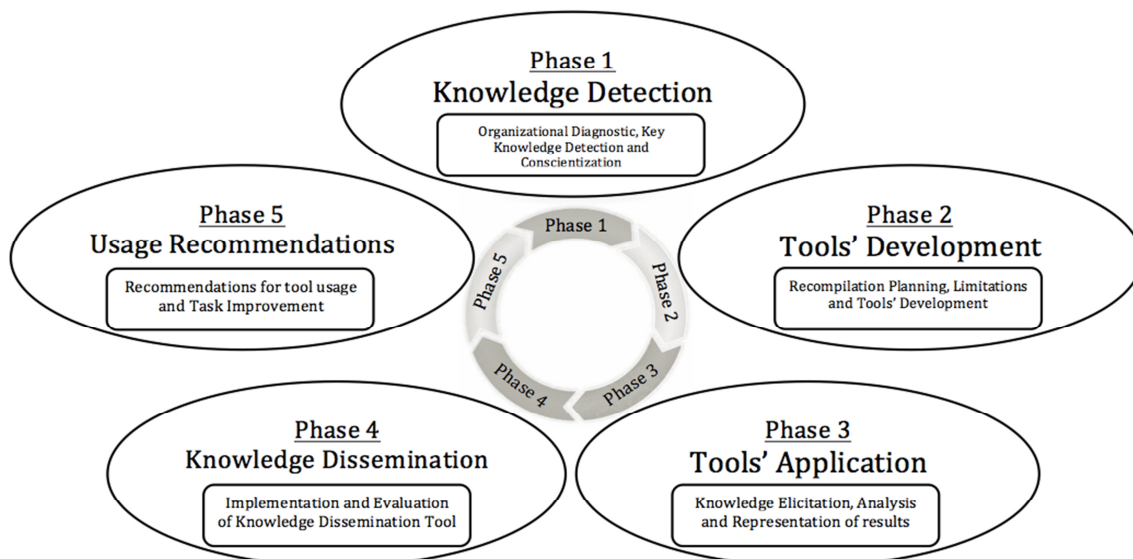 Phase 1
Knowledge Detection
Organizational Diagnostic, Key
Knowledge Detection and
Conscientization
Phase 5
Usage Recommendations
Recommendations for tool usage
and Task Improvement
Phase 2
Tools’ Development
Recompilation Planning, Limitations
and Tools’ Development
Phase 1
Phase 2
Phase 3
Phase 4
Phase 5
Phase 4
Knowledge Dissemination
Implementation and Evaluation
of Knowledge Dissemination Tool
Phase 3
Tools’ Application
Knowledge Elicitation, Analysis
and Representation of results